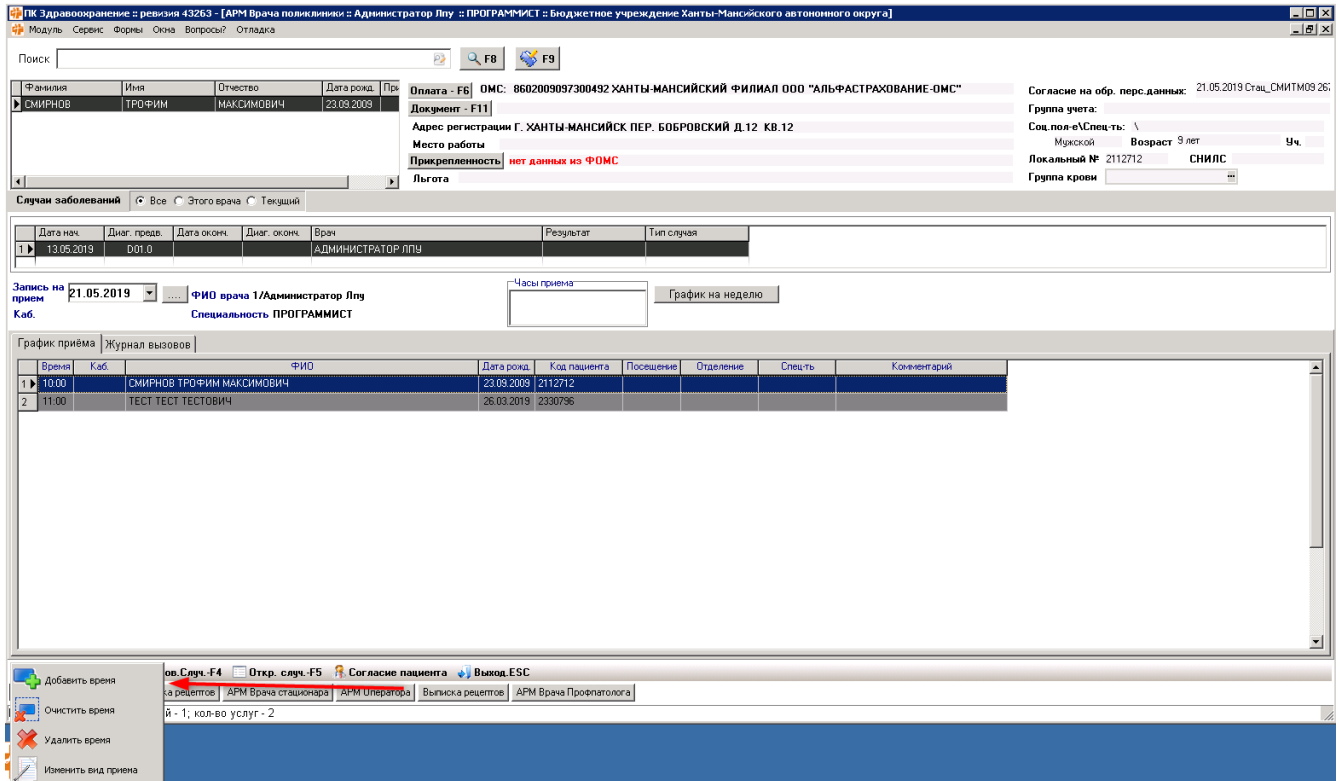 ПК Здравоохранение :: ревизия 43263 - [АРМ Врача поликлиники :: Администратор Лпу :: ПРОГРАММИСТ :: Бюджетное учреждение Ханты-Мансийского автономного округа]
Модуль Сервис Формы Окна Вопросы? Отладка
Поиск F8 F9
Фамилия Имя Отчество Дата рожд. При
СМИРНОВ ТРОФИМ МАКСИМОВИЧ 23.09.2009
Оплата - F6 ОМС: 8602009097300492 ХАНТЫ-МАНСИЙСКИЙ ФИЛИАЛ ООО "АЛЬФАСТРАХОВАНИЕ-ОМС"
Документ - F11
Адрес регистрации Г. ХАНТЫ-МАНСИЙСК ПЕР. БОБРОВСКИЙ Д.12 КВ.12
Место работы
Прикрепленность нет данных из ФОМС
Льгота
Согласие на обр. перс.данных: 21.05.2019 Стац_СМИТМ09 26
Группа учета:
Соц.пол-е\Спец-ть: \
Мужской Возраст 9 лет Уч.
Локальный № 2112712 СНИЛС
Группа крови
Случаи заболеваний Все Этого врача Текущий
Дата нач. Диаг. предв. Дата оконч. Диаг. оконч. Врач Результат Тип случая
1 13.05.2019 D01.0 АДМИНИСТРАТОР ЛПУ
Запись на прием 21.05.2019 .... ФИО врача 1/Администратор Лпу
Каб. Специальность ПРОГРАММИСТ
Часы приема
График на неделю
График приёма Журнал вызовов
Время Каб. ФИО Дата рожд. Код пациента Посещение Отделение Спец-ть Комментарий
1 10:00 СМИРНОВ ТРОФИМ МАКСИМОВИЧ 23.09.2009 2112712
2 11:00 ТЕСТ ТЕСТ ТЕСТОВИЧ 26.03.2019 2330796
ов.Случ.-F4 Откр. случ.-F5 Согласие пациента Выход.ESC
ка рецептов АРМ Врача стационара АРМ Оператора Выписка рецептов АРМ Врача Профпатолога
й - 1; кол-во услуг - 2
Добавить время
Очистить время
Удалить время
Изменить вид приема